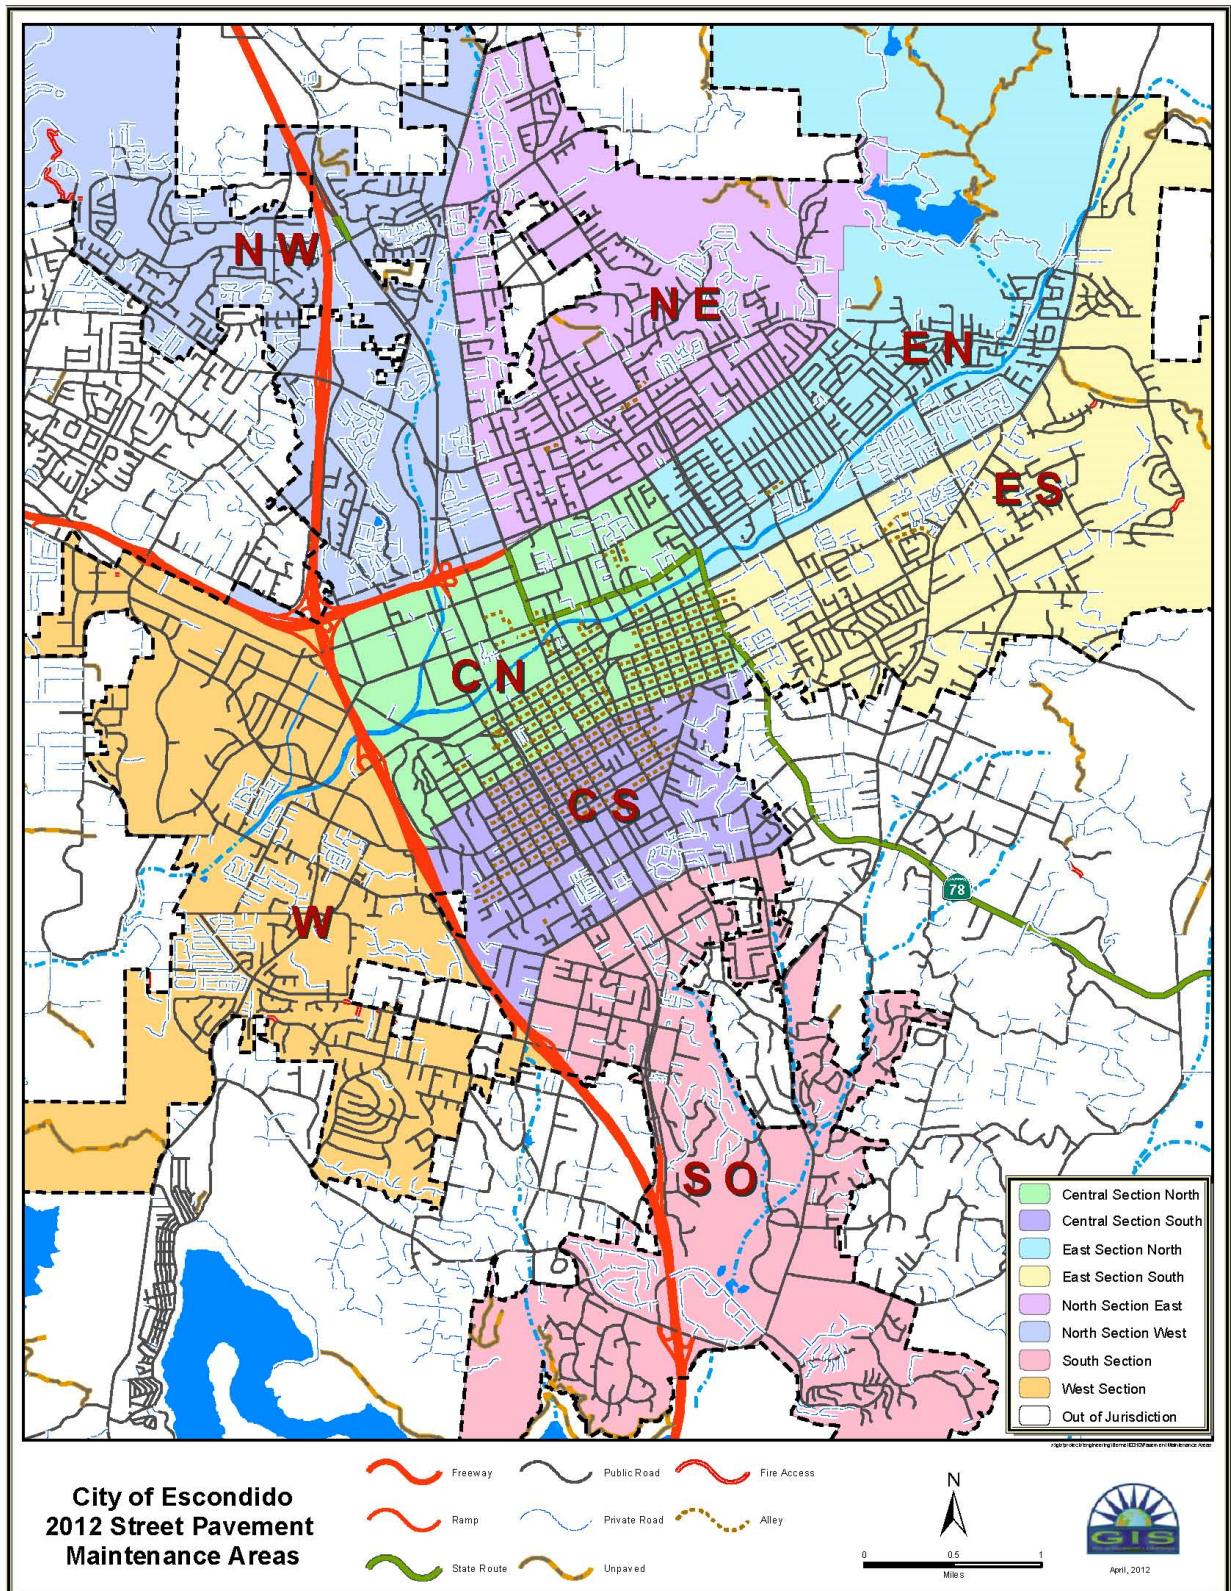 NW
NE
EN
ES
CN
CS
W
78
SO
Central Section North
Central Section South
East Section North
East Section South
North Section East
North Section West
South Section
West Section
Out of Jurisdiction
City of Escondido
2012 Street Pavement
Maintenance Areas
Freeway
Public Road
Fire Access
Ramp
Private Road
Alley
State Route
Unpaved
N
0 0.5 1
Miles
GIS
April, 2012